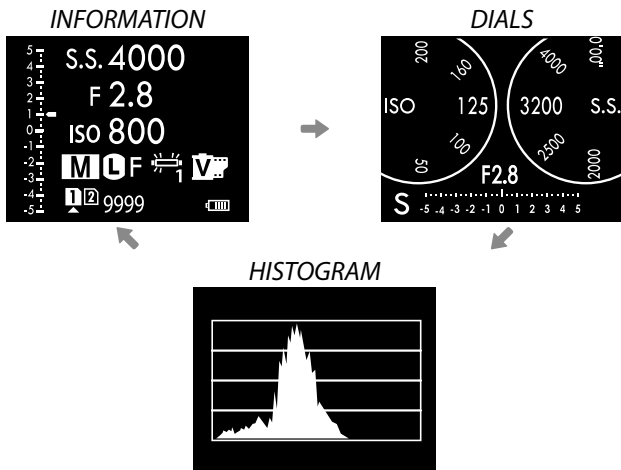 INFORMATION
5
4
3
2
1
0
-1
-2
-3
-4
-5
S.S. 4000
F 2.8
ISO 800
M L F 1 V
1 2 9999
DIALS
200
160
ISO 125
100
50
4000
3200 S.S.
2500
2000
F2.8
S -5 -4 -3 -2 -1 0 1 2 3 4 5
HISTOGRAM